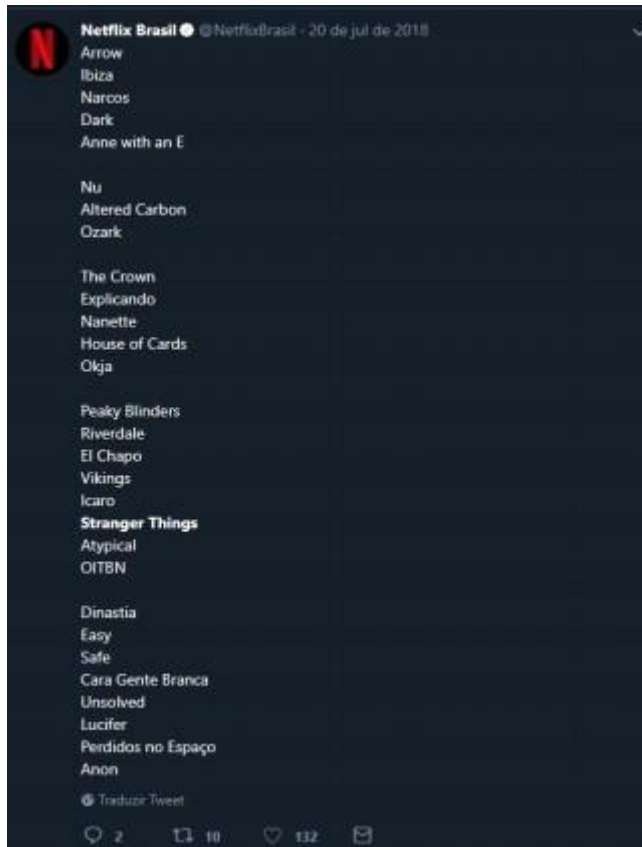 Netflix Brasil @NetflixBrasil · 20 de jul de 2018
Arrow
Ibiza
Narcos
Dark
Anne with an E
Nu
Altered Carbon
Ozark
The Crown
Explicando
Nanette
House of Cards
Okja
Peaky Blinders
Riverdale
El Chapo
Vikings
Icaro
Stranger Things
Atypical
OITBN
Dinastia
Easy
Safe
Cara Gente Branca
Unsolved
Lucifer
Perdidos no Espaço
Anon
Traduzir Tweet
2 10 132